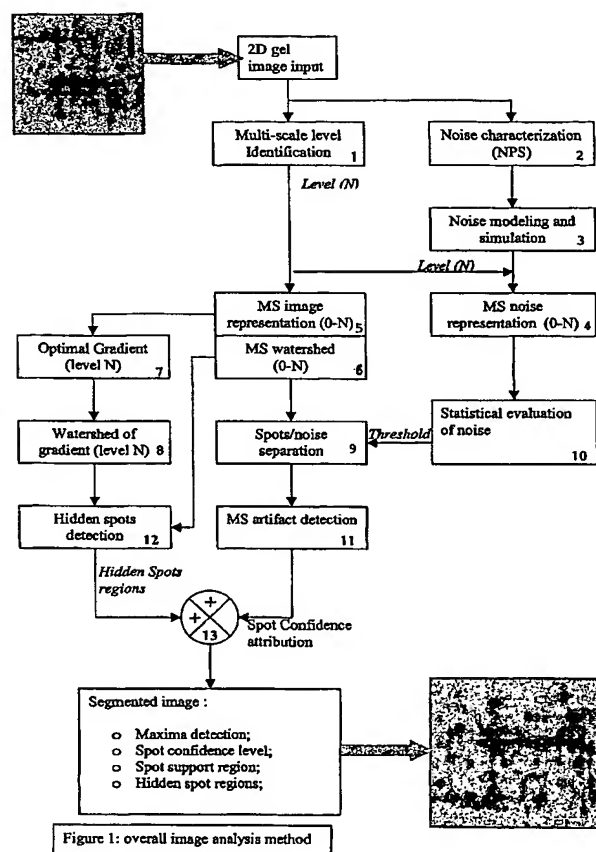 2D gel
image input
Multi-scale level
Identification 1
Noise characterization
(NPS) 2
Level (N)
Noise modeling and
simulation 3
Level (N)
MS image
representation (0-N) 5
MS noise
representation (0-N) 4
Optimal Gradient
(level N) 7
MS watershed
(0-N) 6
Watershed of
gradient (level N) 8
Spots/noise
separation 9
Threshold
Statistical evaluation
of noise
10
Hidden spots
detection 12
MS artifact detection
11
Hidden Spots
regions
+
+
13
Spot Confidence
attribution
Segmented image :
o Maxima detection;
o Spot confidence level;
o Spot support region;
o Hidden spot regions;
Figure 1: overall image analysis method